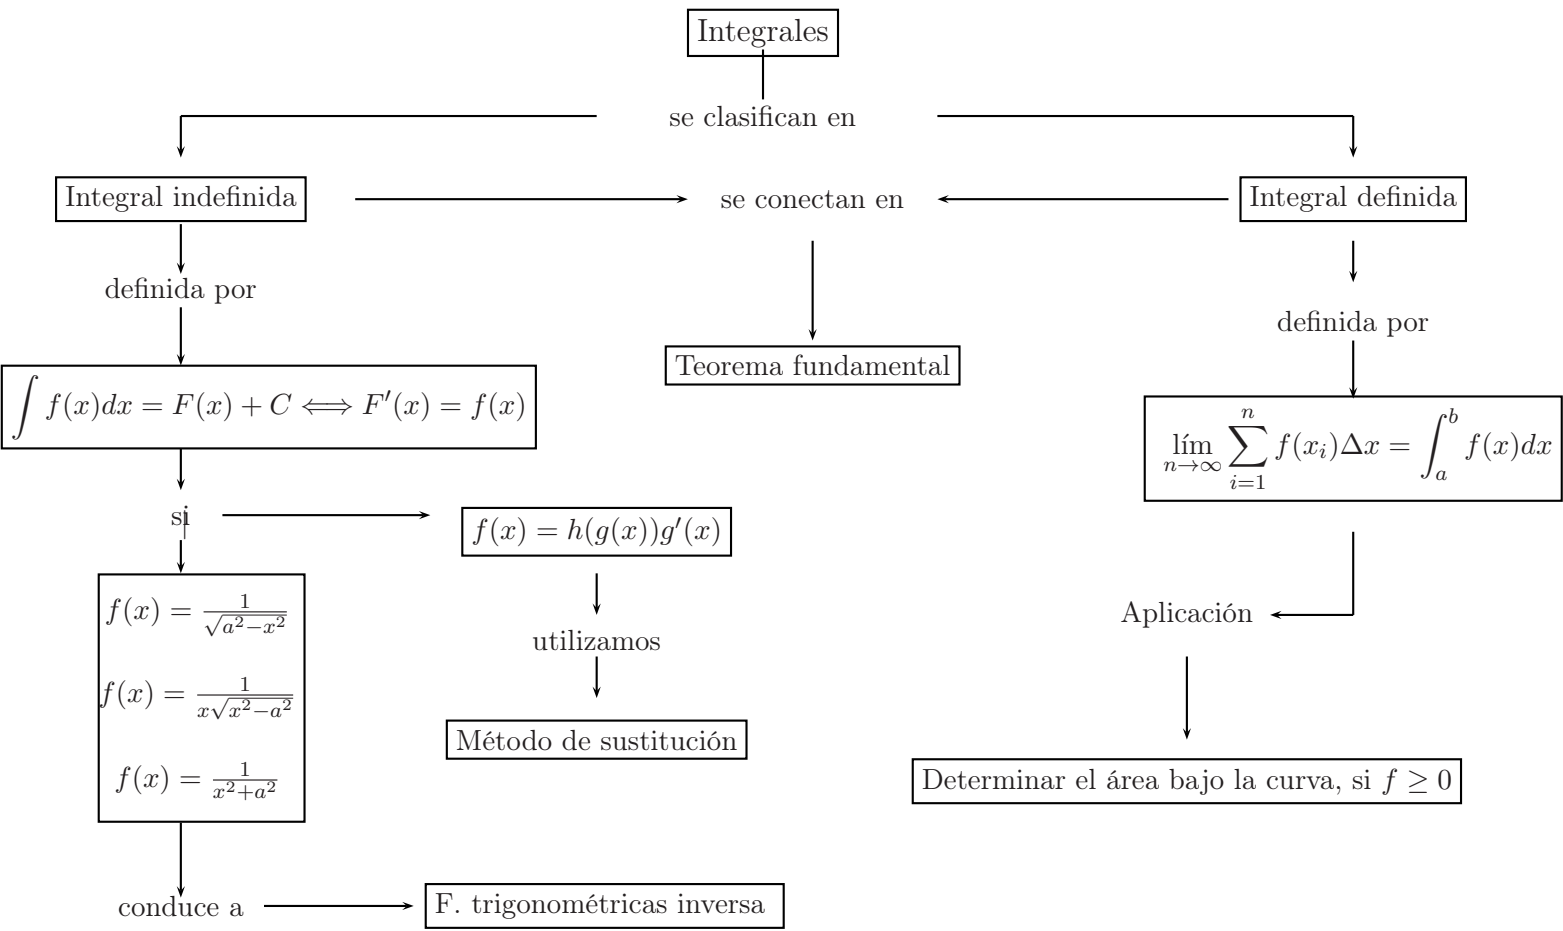 Integrales
se clasifican en
Integral indefinida
se conectan en
Integral definida
definida por
definida por
Teorema fundamental
∫ f(x)dx = F(x) + C ⟺ F′(x) = f(x)
lím_{n→∞} ∑_{i=1}^{n} f(x_i)Δx = ∫_a^b f(x)dx
si
f(x) = h(g(x))g′(x)
f(x) = 1/√(a²−x²)
f(x) = 1/(x√(x²−a²))
f(x) = 1/(x²+a²)
utilizamos
Método de sustitución
Aplicación
Determinar el área bajo la curva, si f ≥ 0
conduce a
F. trigonométricas inversa